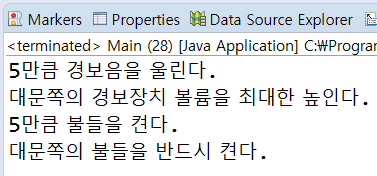 Markers Properties Data Source Explorer
<terminated> Main (28) [Java Application] C:₩Program
5만큼 경보음을 울린다.
대문쪽의 경보장치 볼륨을 최대한 높인다.
5만큼 불들을 켠다.
대문쪽의 불들을 반드시 켠다.